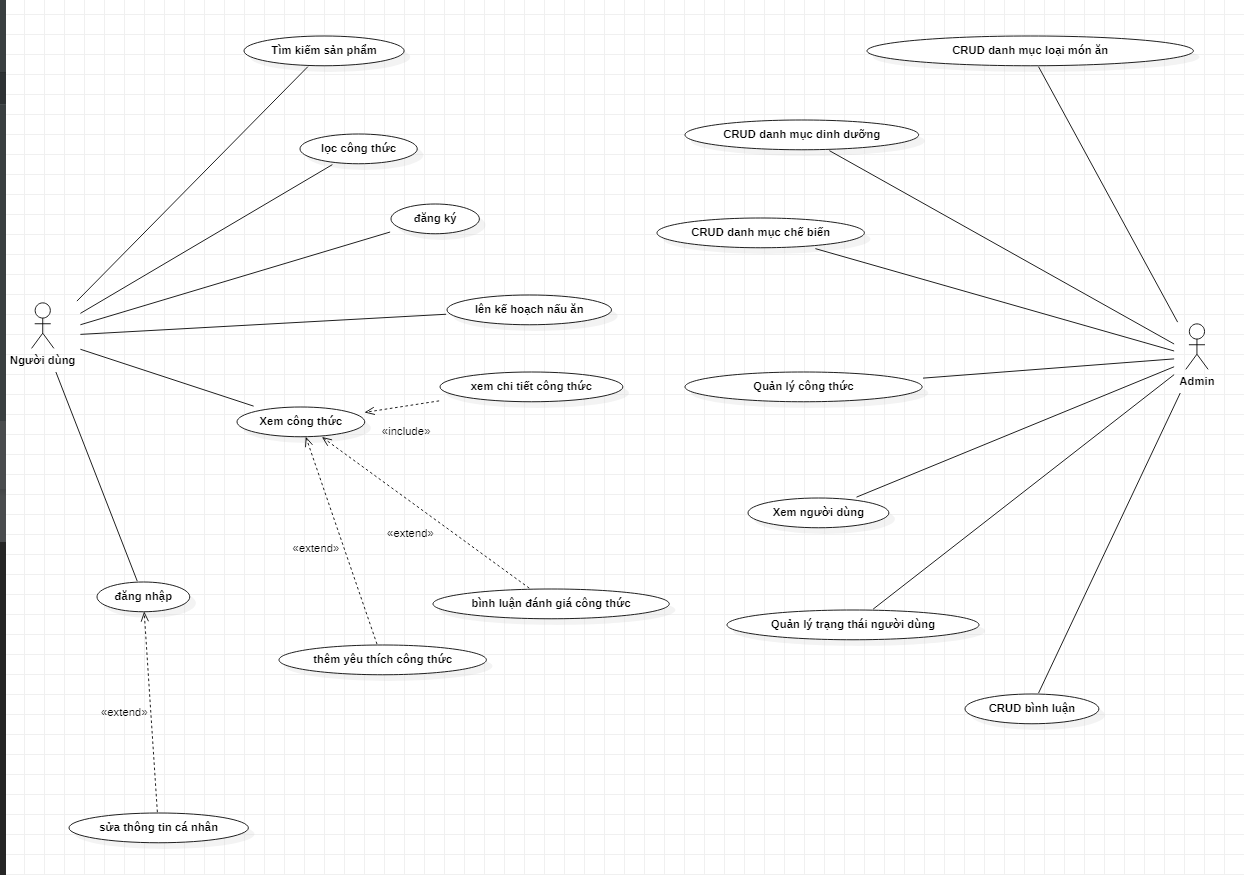 Tìm kiếm sản phẩm
CRUD danh mục loại món ăn
CRUD danh mục dinh dưỡng
lọc công thức
đăng ký
CRUD danh mục chế biến
lên kế hoạch nấu ăn
Người dùng
Admin
xem chi tiết công thức
Quản lý công thức
Xem công thức
«include»
Xem người dùng
«extend»
«extend»
đăng nhập
bình luận đánh giá công thức
Quản lý trạng thái người dùng
thêm yêu thích công thức
CRUD bình luận
«extend»
sửa thông tin cá nhân